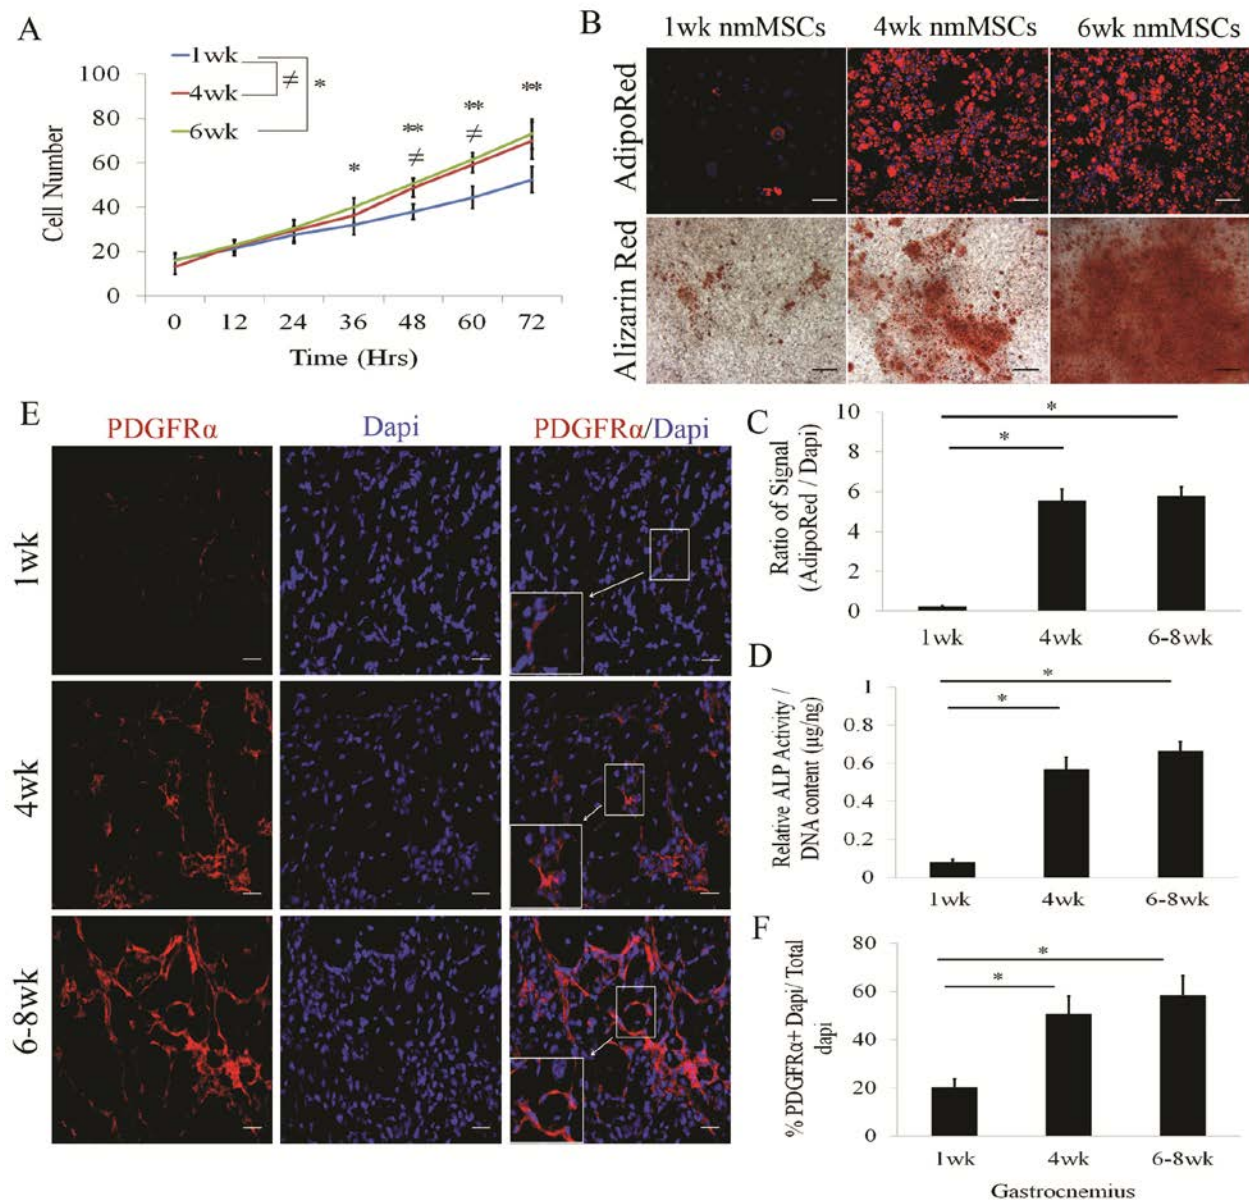 A
1wk
4wk
6wk
≠
*
100
80
60
40
20
0
Cell Number
*
**
≠
**
≠
**
0 12 24 36 48 60 72
Time (Hrs)
B
1wk nmMSCs 4wk nmMSCs 6wk nmMSCs
AdipoRed
Alizarin Red
E
PDGFRα Dapi PDGFRα/Dapi
1wk
4wk
6-8wk
C
10
8
6
4
2
0
Ratio of Signal
(AdipoRed / Dapi)
*
*
1wk 4wk 6-8wk
D
1
0.8
0.6
0.4
0.2
0
Relative ALP Activity /
DNA content (µg/ng)
*
*
1wk 4wk 6-8wk
F
80
60
40
20
0
% PDGFRα+ Dapi/ Total
dapi
*
*
1wk 4wk 6-8wk
Gastrocnemius